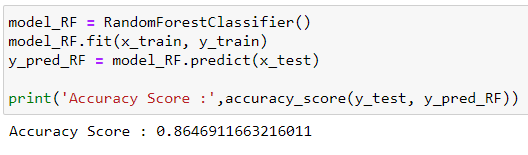 model_RF = RandomForestClassifier()
model_RF.fit(x_train, y_train)
y_pred_RF = model_RF.predict(x_test)
print('Accuracy Score :',accuracy_score(y_test, y_pred_RF))
Accuracy Score : 0.8646911663216011